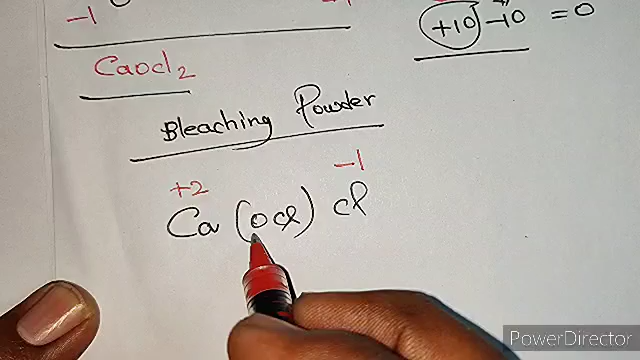 -1
+10 -10 = 0
CaOCl2
Bleaching Powder
+2 -1
Ca (OCl) Cl
PowerDirector